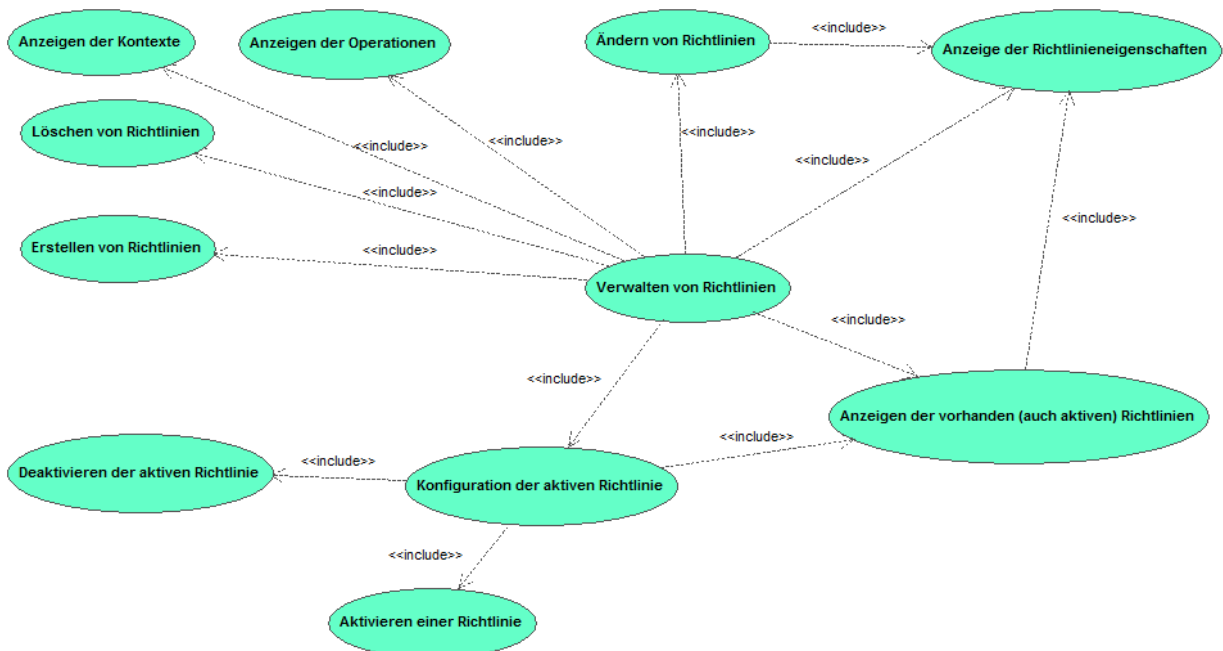 Anzeigen der Kontexte
Anzeigen der Operationen
Ändern von Richtlinien
<<include>>
Anzeige der Richtlinieneigenschaften
Löschen von Richtlinien
<<include>>
<<include>>
<<include>>
<<include>>
<<include>>
<<include>>
Erstellen von Richtlinien
<<include>>
Verwalten von Richtlinien
<<include>>
<<include>>
Anzeigen der vorhanden (auch aktiven) Richtlinien
<<include>>
Deaktivieren der aktiven Richtlinie
<<include>>
Konfiguration der aktiven Richtlinie
<<include>>
Aktivieren einer Richtlinie